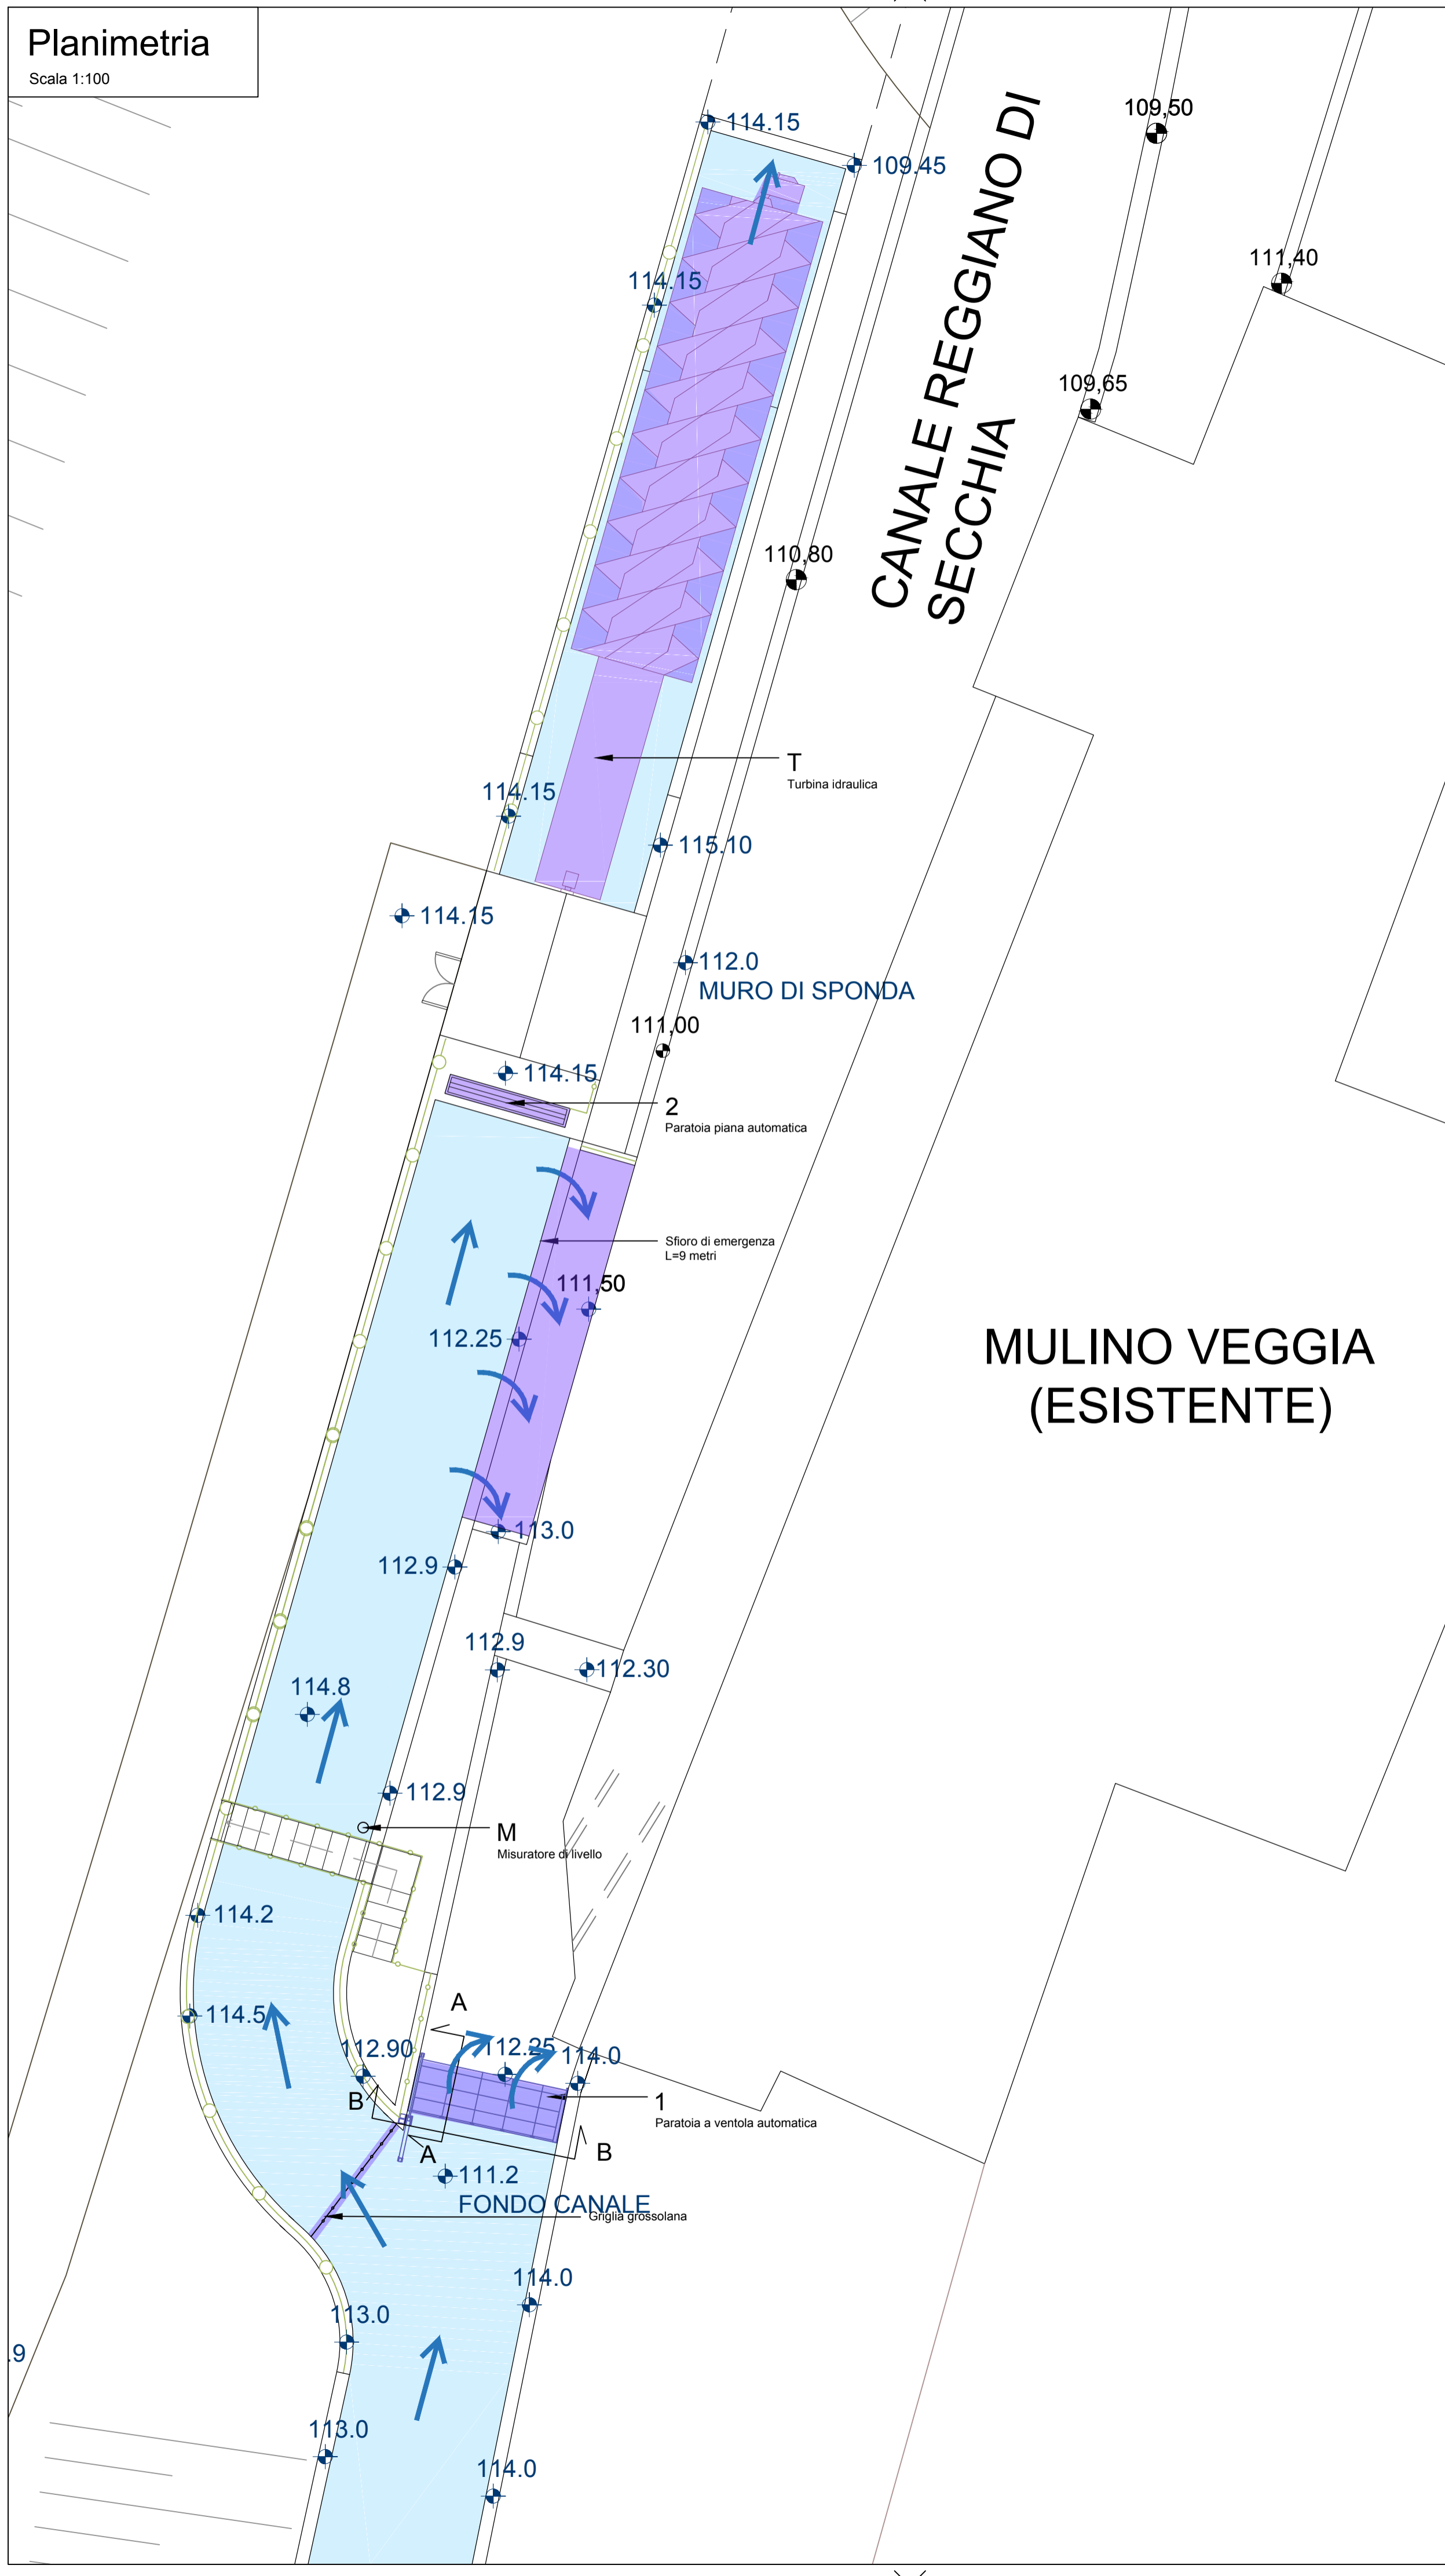 Planimetria
Scala 1:100
114.15
109.45
109,50
111,40
114.15
109,65
CANALE REGGIANO DI
SECCHIA
110,80
T
Turbina idraulica
114.15
115.10
114.15
112.0
MURO DI SPONDA
111,00
114.15
2
Paratoia piana automatica
Sfioro di emergenza
L=9 metri
111,50
112.25
MULINO VEGGIA
(ESISTENTE)
113.0
112.9
112.9
112.30
114.8
112.9
M
Misuratore di livello
114.2
A
114.5
112.90
112.25
114.0
B
1
Paratoia a ventola automatica
A
B
111.2
FONDO CANALE
Griglia grossolana
114.0
113.0
.9
113.0
114.0